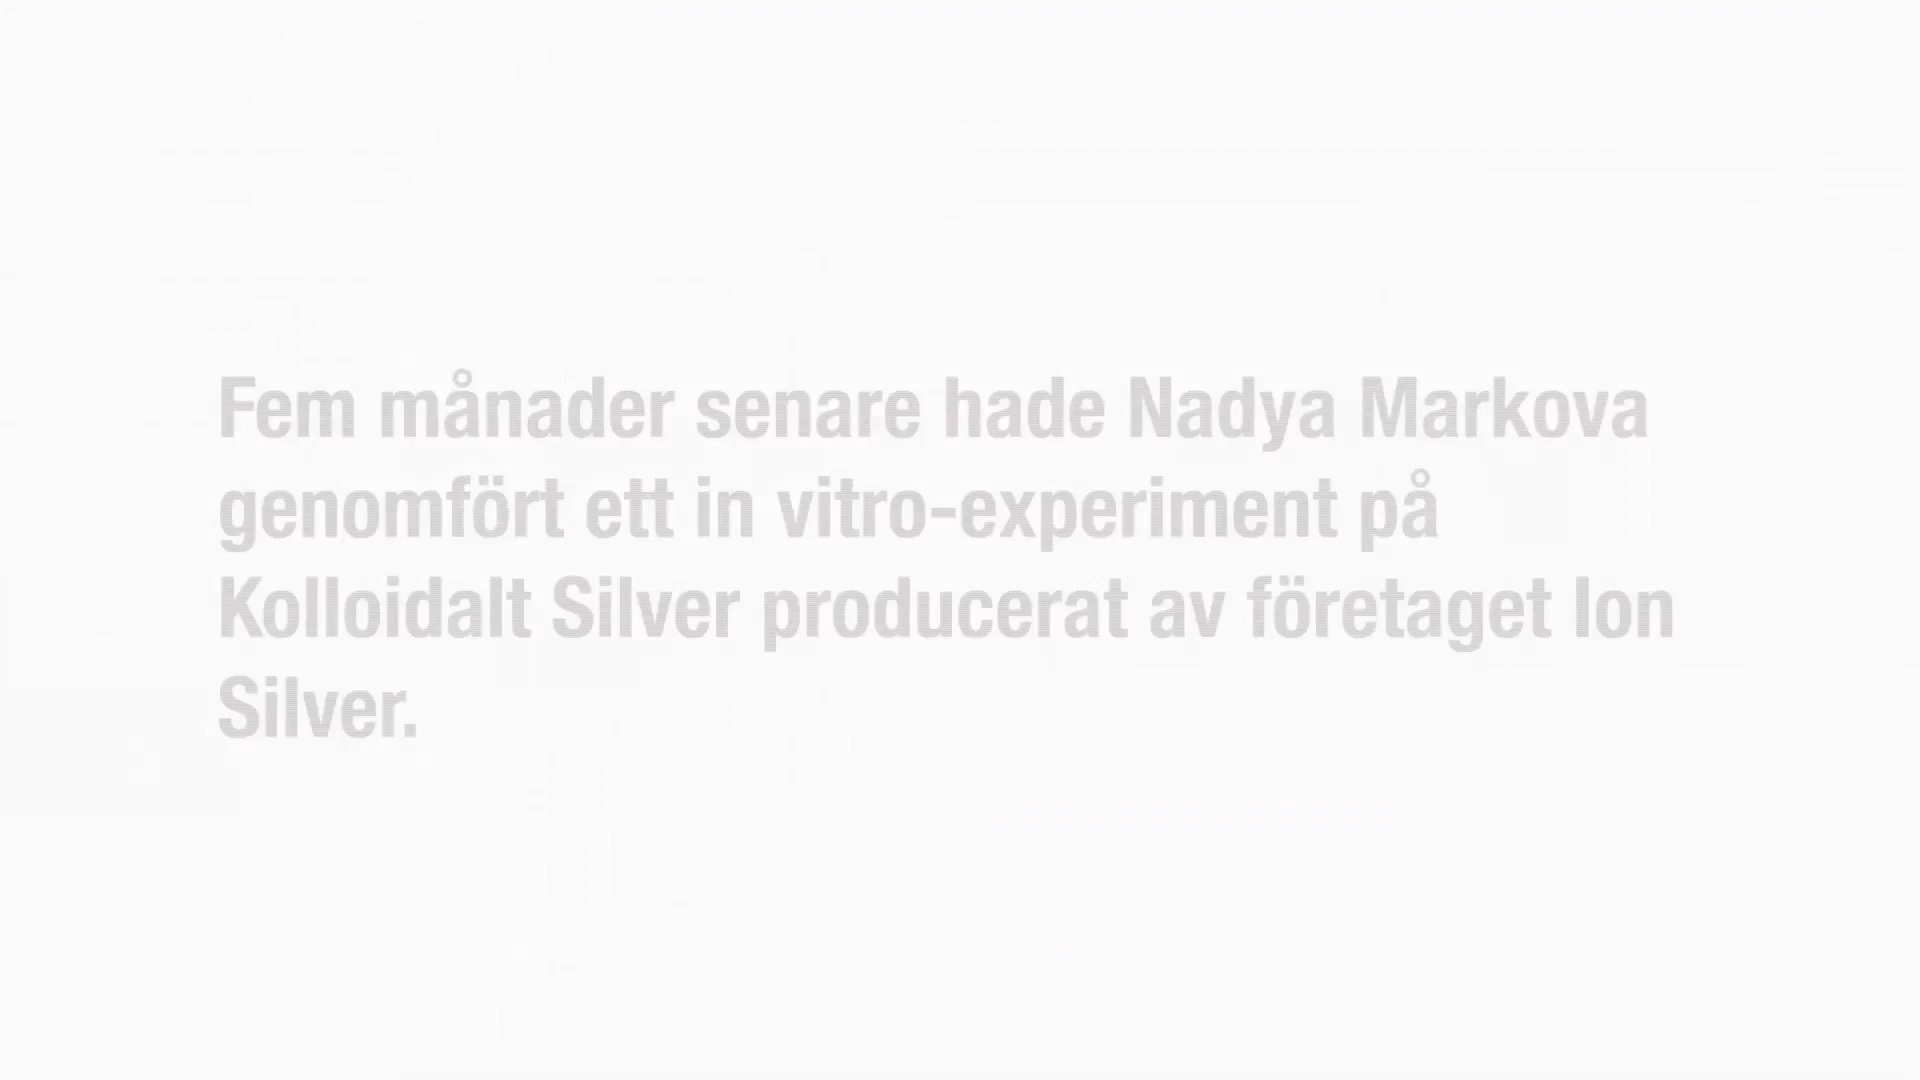 Fem månader senare hade Nadya Markova
genomfört ett in vitro-experiment på
Kolloidalt Silver producerat av företaget Ion
Silver.